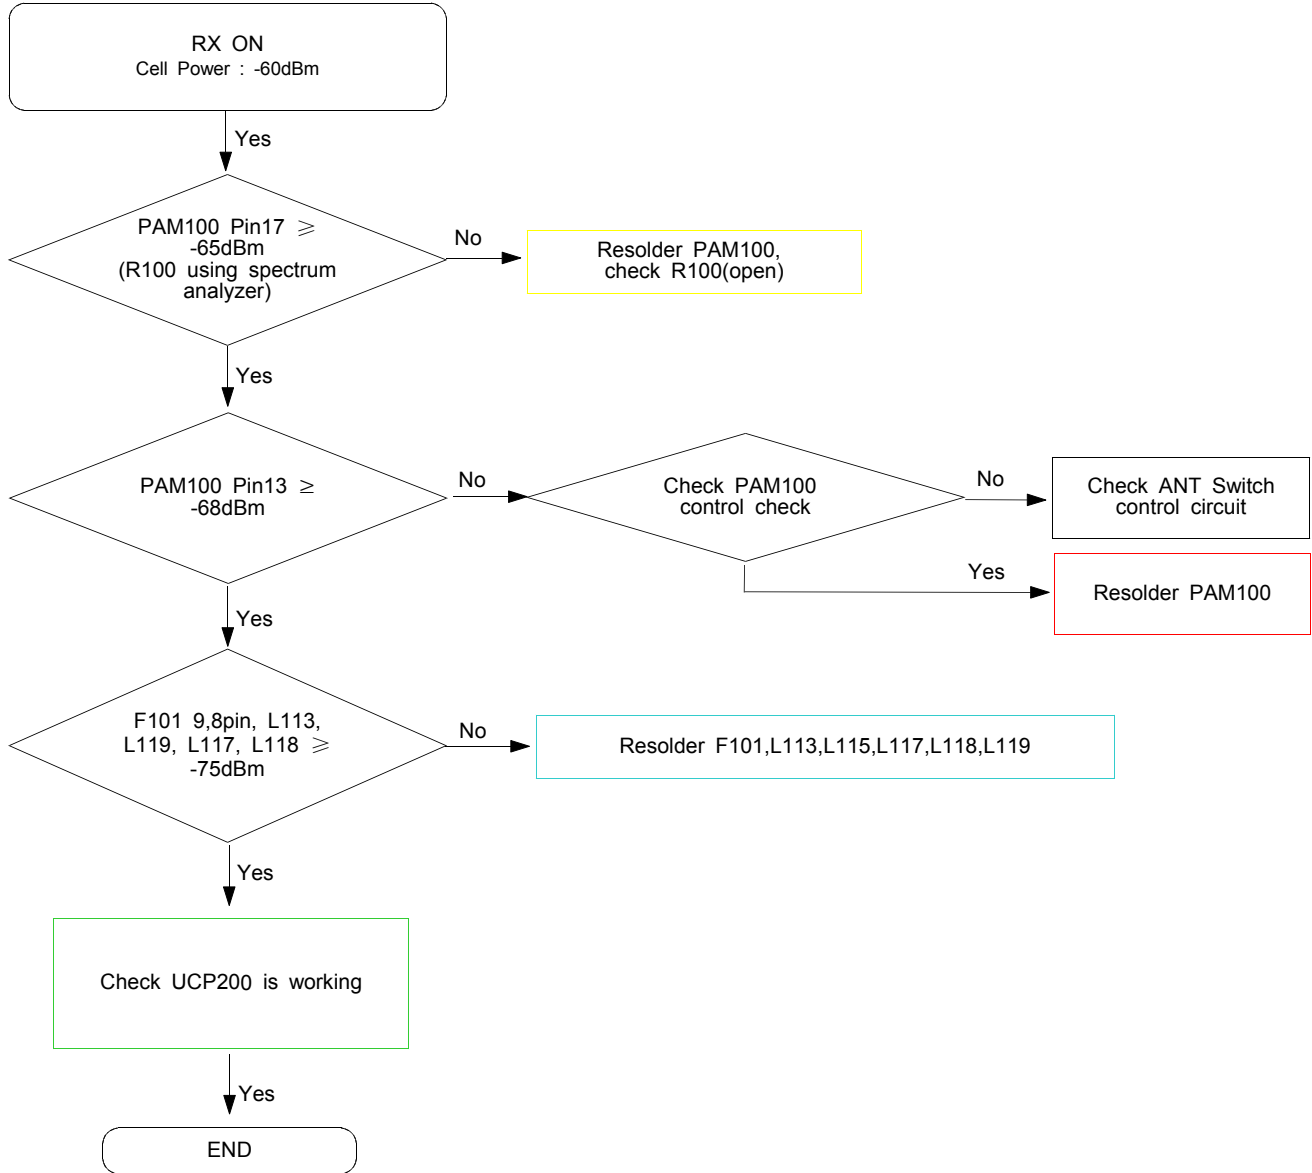 RX ON
Cell Power : -60dBm
Yes
PAM100 Pin17 ≥
-65dBm
(R100 using spectrum
analyzer)
No
Resolder PAM100,
check R100(open)
Yes
PAM100 Pin13 ≥
-68dBm
No
Check PAM100
control check
No
Check ANT Switch
control circuit
Yes
Resolder PAM100
Yes
F101 9,8pin, L113,
L119, L117, L118 ≥
-75dBm
No
Resolder F101,L113,L115,L117,L118,L119
Yes
Check UCP200 is working
Yes
END